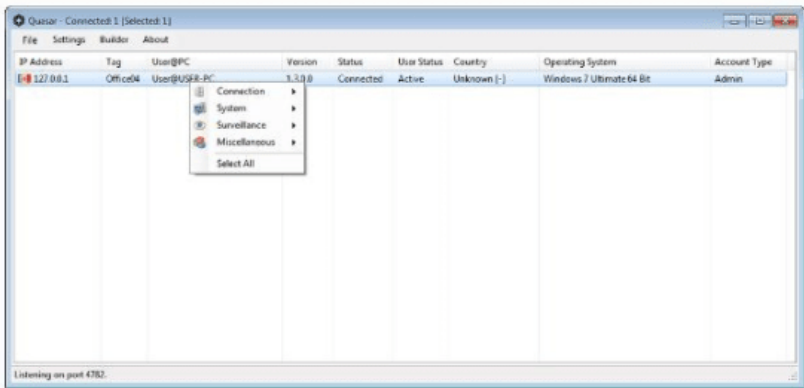 Quasar - Connected: 1 [Selected: 1]
File Settings Builder About
IP Address Tag User@PC Version Status User Status Country Operating System Account Type
127.0.0.1 Office04 User@USER-PC 1.3.0.0 Connected Active Unknown [-] Windows 7 Ultimate 64 Bit Admin
Connection
System
Surveillance
Miscellaneous
Select All
Listening on port 4782.